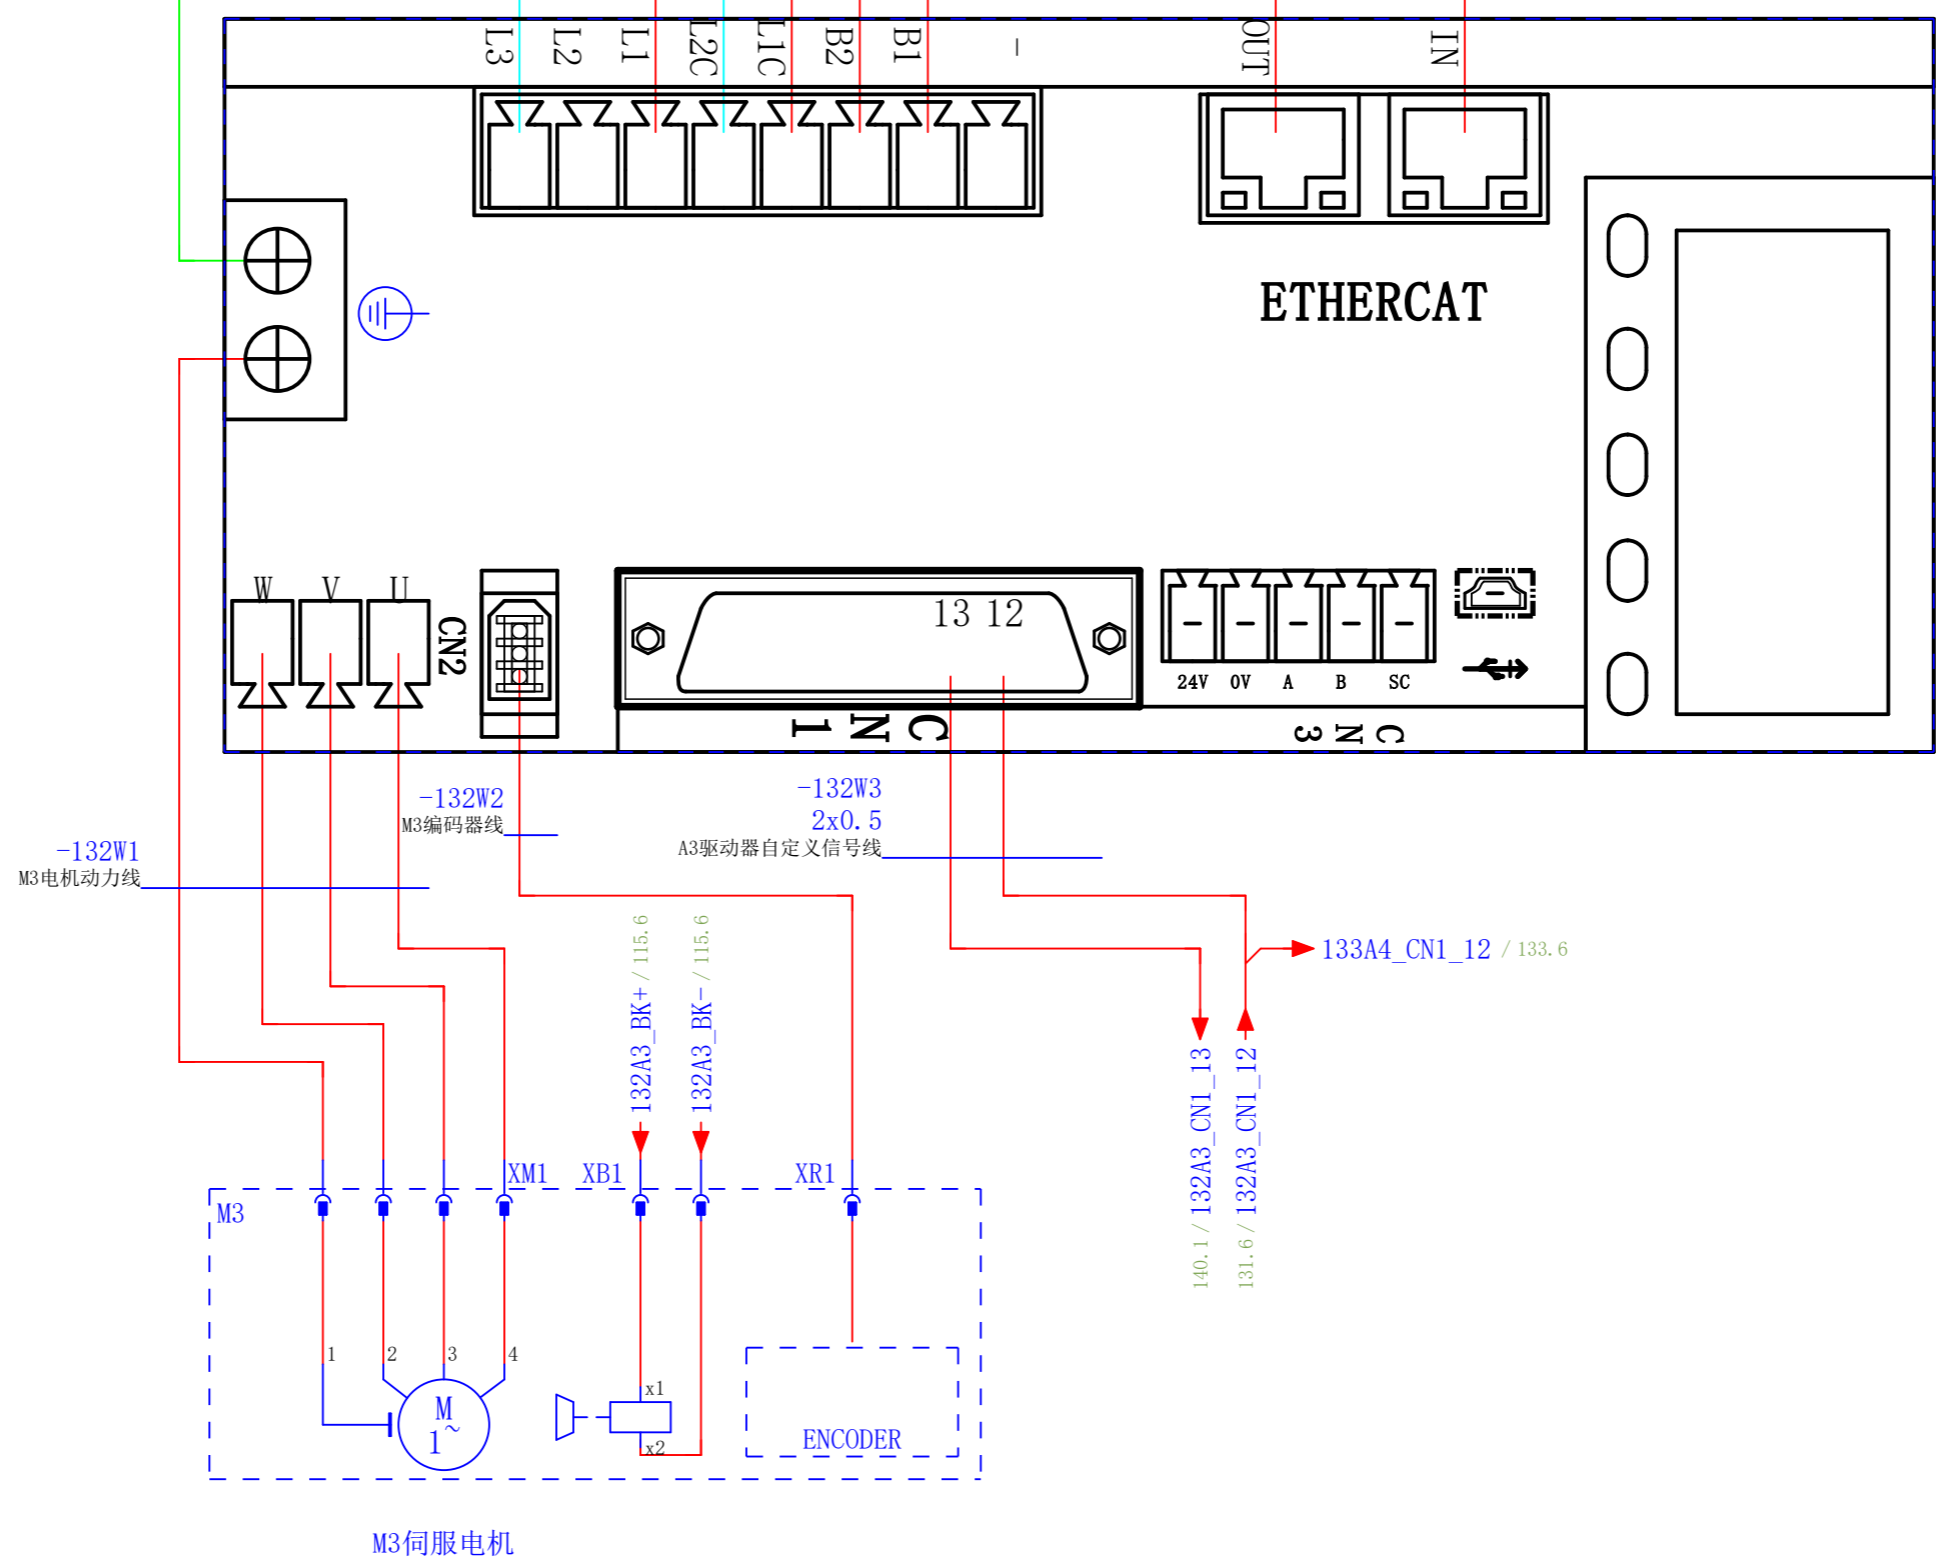 L3
L2
L1
L2C
L1C
B2
B1
-
OUT
IN
ETHERCAT
W
V
U
CN2
13 12
24V
0V
A
B
SC
CN1
CN3
-132W2
M3编码器线
-132W3
2x0.5
A3驱动器自定义信号线
-132W1
M3电机动力线
132A3_BK+ / 115.6
132A3_BK- / 115.6
133A4_CN1_12 / 133.6
140.1 / 132A3_CN1_13
131.6 / 132A3_CN1_12
XM1
XB1
XR1
M3
1
2
3
4
M
1~
x1
x2
ENCODER
M3伺服电机